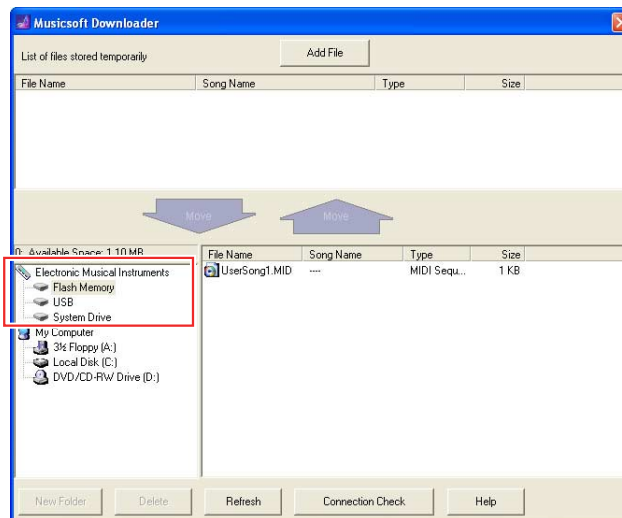 Musicsoft Downloader
List of files stored temporarily
Add File
File Name Song Name Type Size
Move Move
0: Available Space: 1.10 MB
Electronic Musical Instruments
Flash Memory
USB
System Drive
My Computer
3½ Floppy (A:)
Local Disk (C:)
DVD/CD-RW Drive (D:)
File Name Song Name Type Size
UserSong1.MID ---- MIDI Sequ... 1 KB
New Folder Delete Refresh Connection Check Help